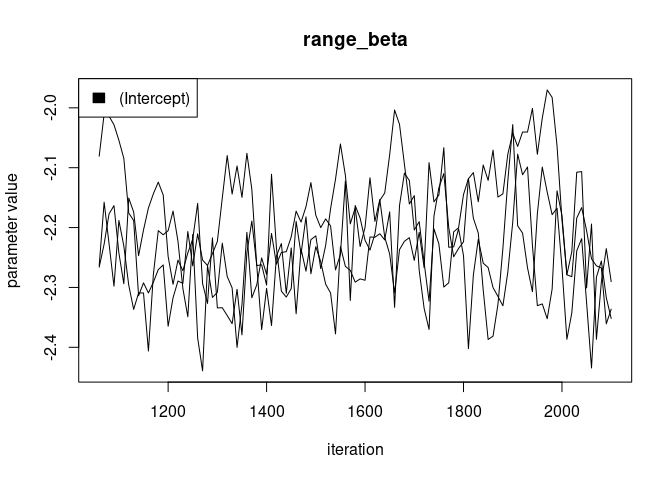 range_beta
(Intercept)
parameter value
-2.0
-2.1
-2.2
-2.3
-2.4
1200 1400 1600 1800 2000
iteration